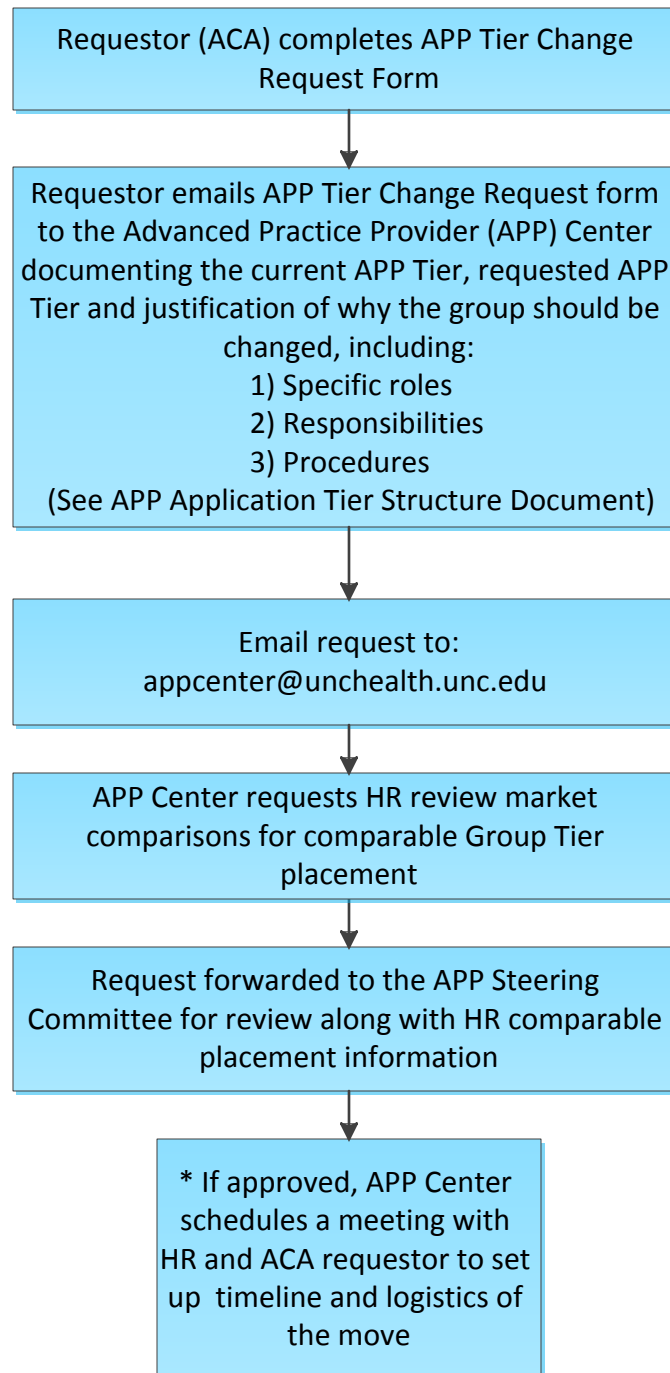 Requestor (ACA) completes APP Tier Change
Request Form
Requestor emails APP Tier Change Request form
to the Advanced Practice Provider (APP) Center
documenting the current APP Tier, requested APP
Tier and justification of why the group should be
changed, including:
1) Specific roles
2) Responsibilities
3) Procedures
(See APP Application Tier Structure Document)
Email request to:
appcenter@unchealth.unc.edu
APP Center requests HR review market
comparisons for comparable Group Tier
placement
Request forwarded to the APP Steering
Committee for review along with HR comparable
placement information
* If approved, APP Center
schedules a meeting with
HR and ACA requestor to set
up timeline and logistics of
the move